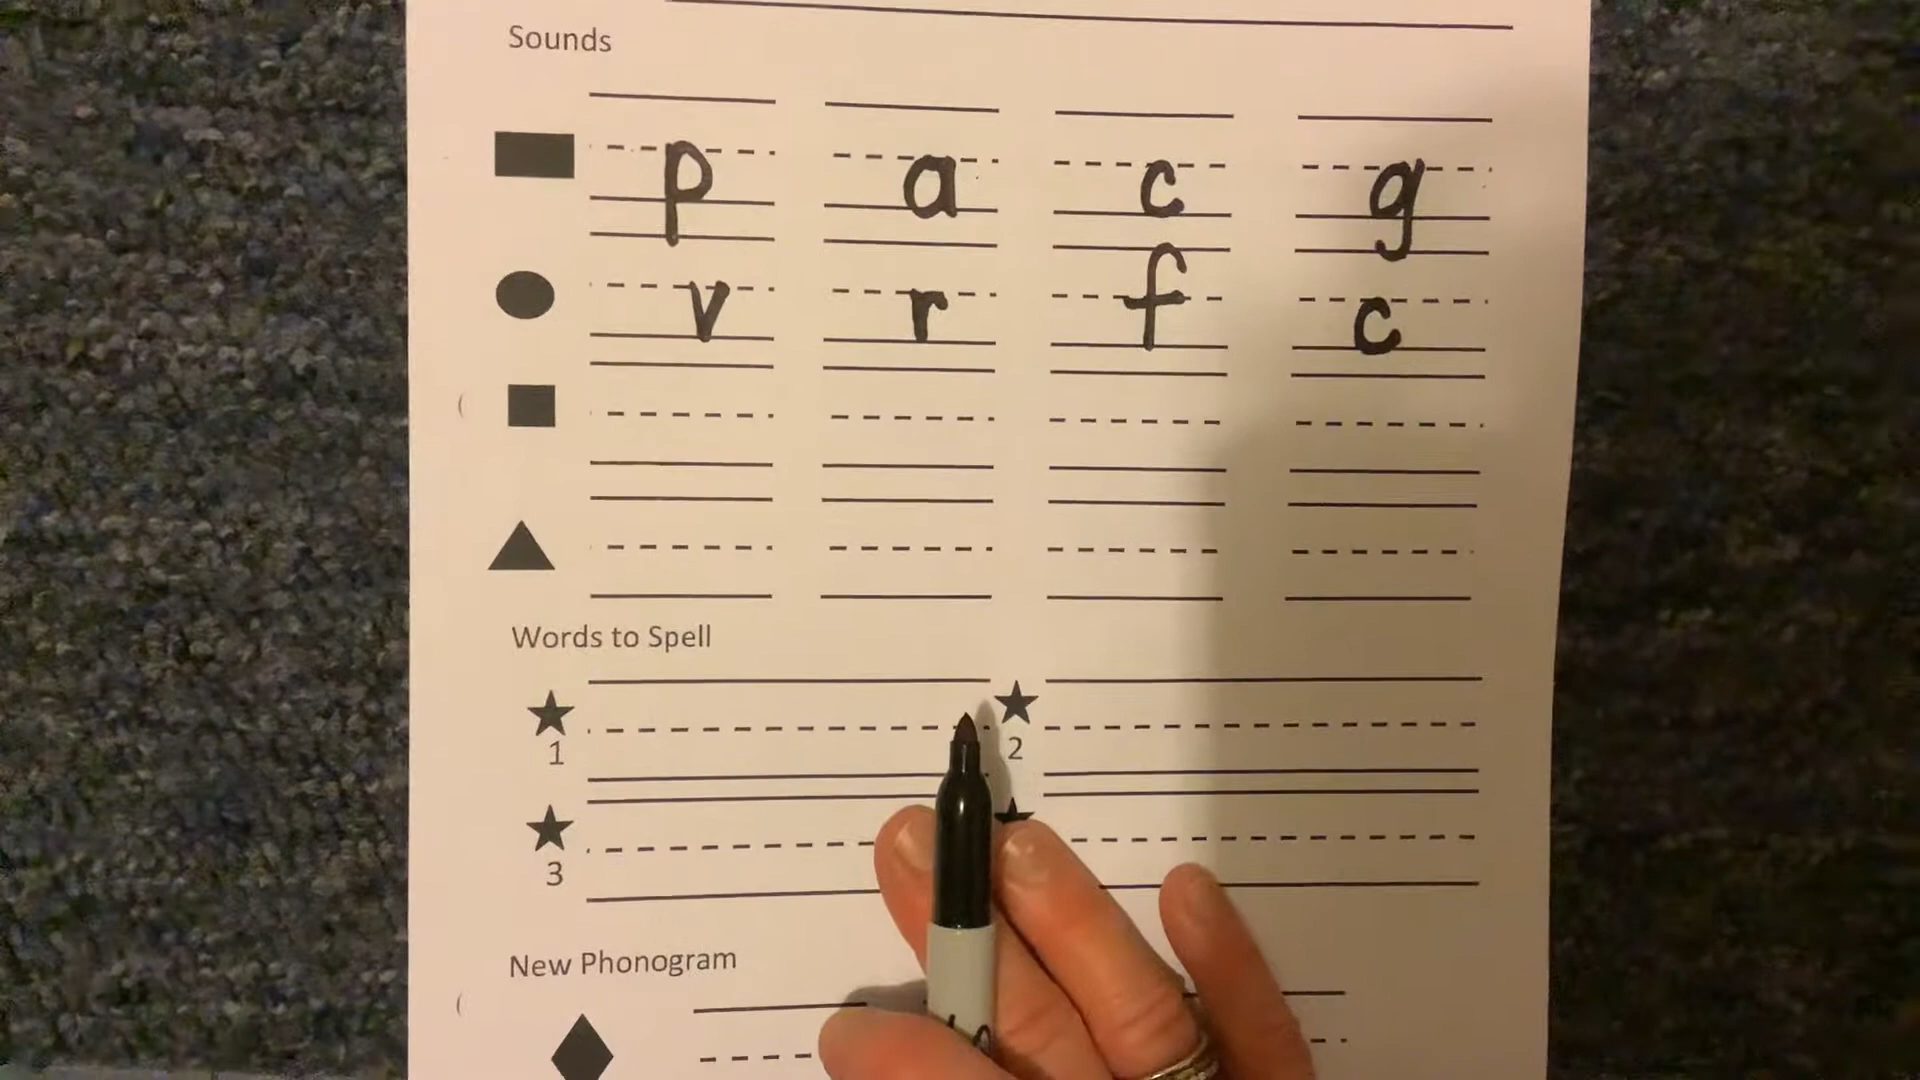 Sounds
p a c g
v r f c
Words to Spell
1 2
3
New Phonogram